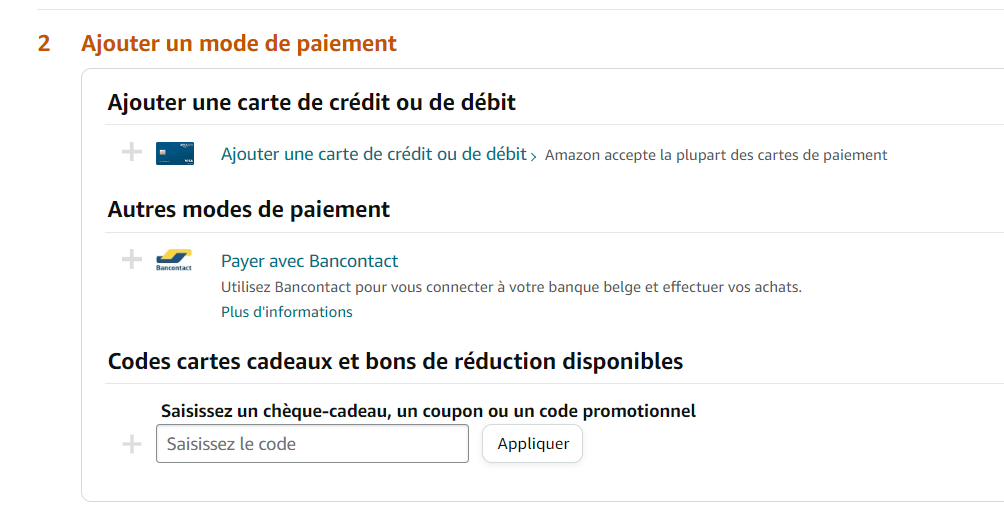 2 Ajouter un mode de paiement
Ajouter une carte de crédit ou de débit
Ajouter une carte de crédit ou de débit › Amazon accepte la plupart des cartes de paiement
Autres modes de paiement
Bancontact
Payer avec Bancontact
Utilisez Bancontact pour vous connecter à votre banque belge et effectuer vos achats.
Plus d'informations
Codes cartes cadeaux et bons de réduction disponibles
Saisissez un chèque-cadeau, un coupon ou un code promotionnel
Saisissez le code
Appliquer